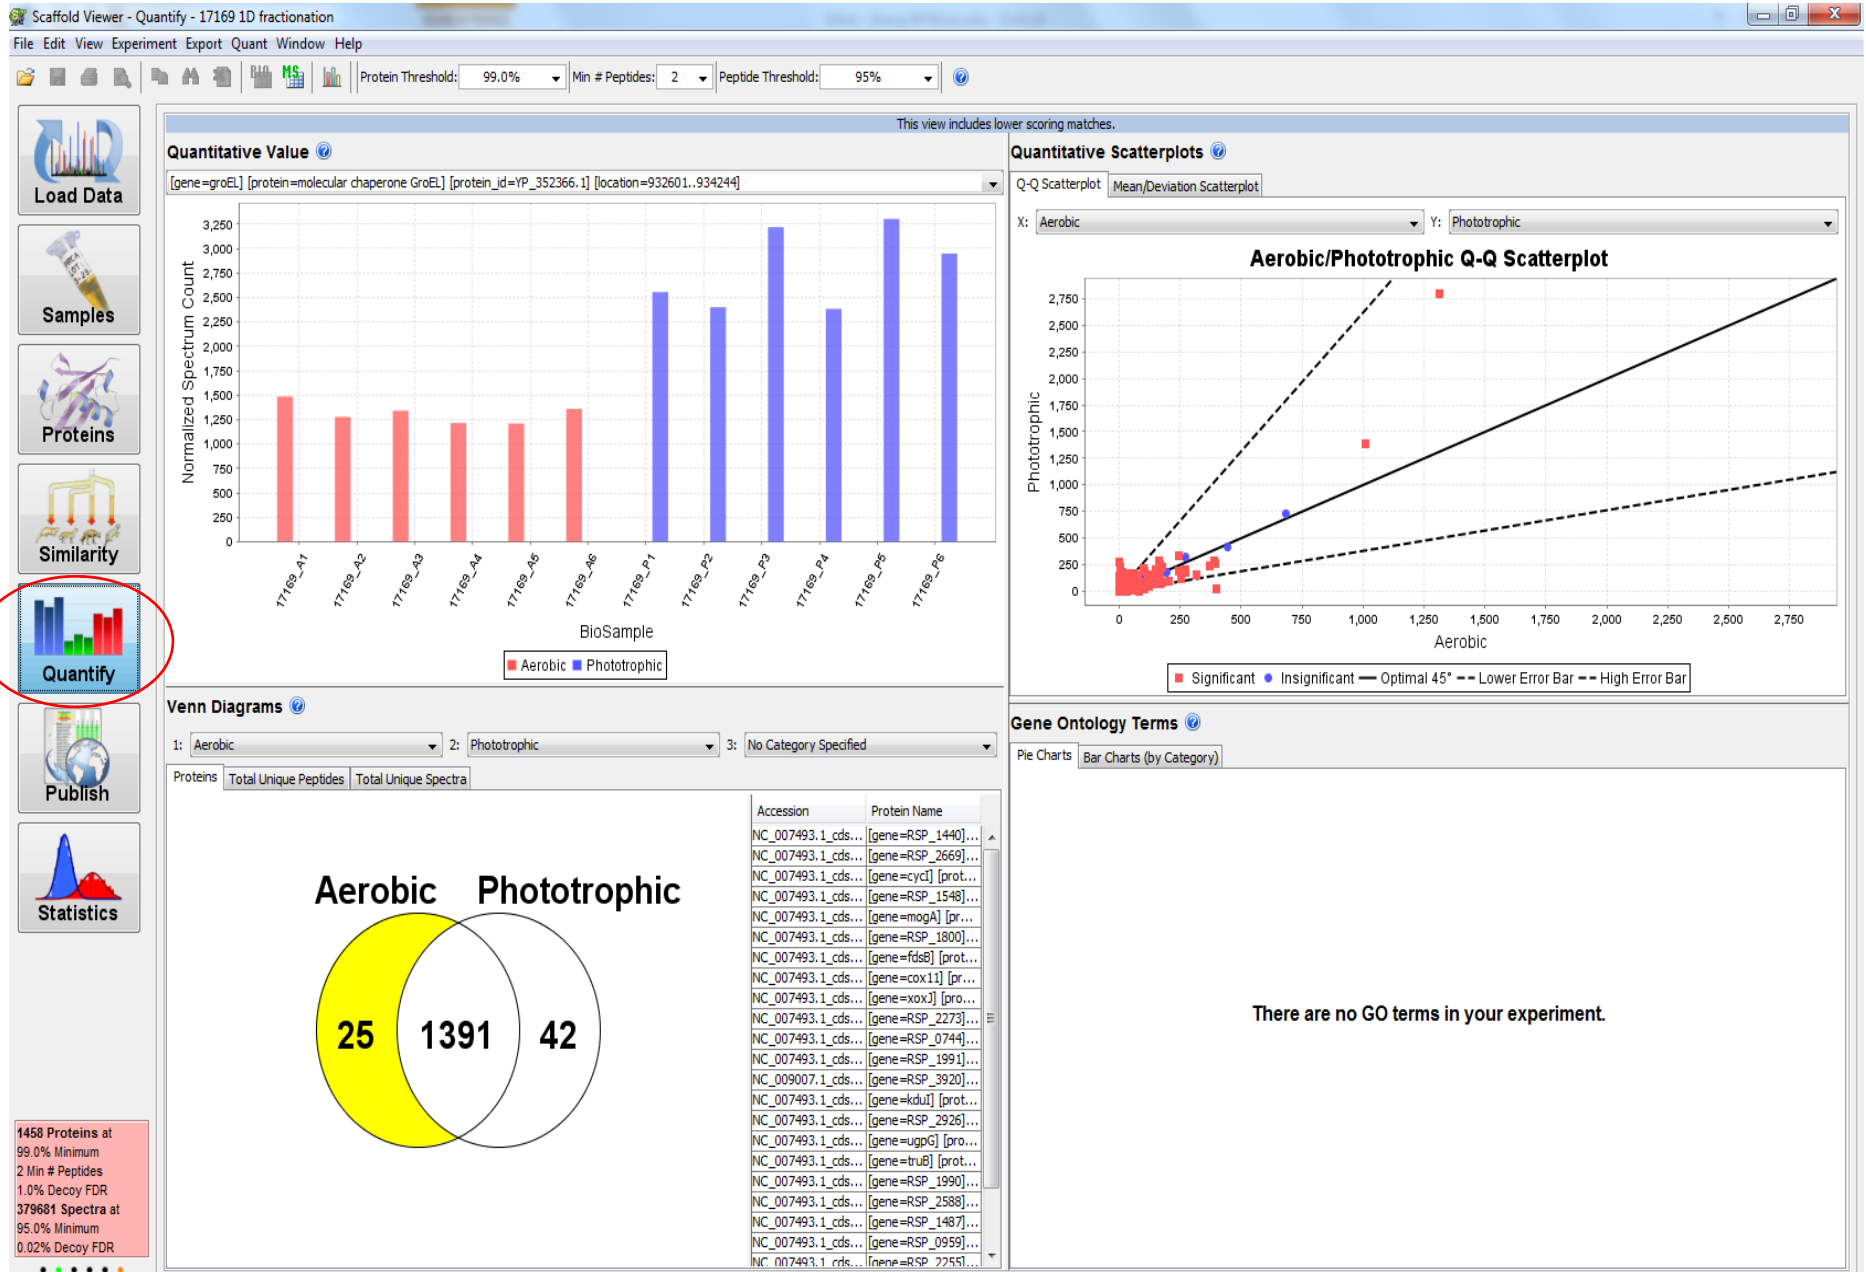 Scaffold Viewer - Quantify - 17169 1D fractionation
File Edit View Experiment Export Quant Window Help
Protein Threshold: 99.0% Min # Peptides: 2 Peptide Threshold: 95%
Load Data
Samples
Proteins
Similarity
Quantify
Publish
Statistics
1458 Proteins at
99.0% Minimum
2 Min # Peptides
1.0% Decoy FDR
379681 Spectra at
95.0% Minimum
0.02% Decoy FDR
This view includes lower scoring matches.
Quantitative Value
[gene=groEL] [protein=molecular chaperone GroEL] [protein_id=YP_352366.1] [location=932601..934244]
Normalized Spectrum Count
3,250
3,000
2,750
2,500
2,250
2,000
1,750
1,500
1,250
1,000
750
500
250
0
17169_A1 17169_A2 17169_A3 17169_A4 17169_A5 17169_A6 17169_P1 17169_P2 17169_P3 17169_P4 17169_P5 17169_P6
BioSample
Aerobic Phototrophic
Quantitative Scatterplots
Q-Q Scatterplot Mean/Deviation Scatterplot
X: Aerobic Y: Phototrophic
Aerobic/Phototrophic Q-Q Scatterplot
Phototrophic
2,750
2,500
2,250
2,000
1,750
1,500
1,250
1,000
750
500
250
0
0 250 500 750 1,000 1,250 1,500 1,750 2,000 2,250 2,500 2,750
Aerobic
Significant Insignificant Optimal 45° Lower Error Bar High Error Bar
Venn Diagrams
1: Aerobic 2: Phototrophic 3: No Category Specified
Proteins Total Unique Peptides Total Unique Spectra
Aerobic Phototrophic
25 1391 42
Accession Protein Name
NC_007493.1_cds... [gene=RSP_1440]...
NC_007493.1_cds... [gene=RSP_2669]...
NC_007493.1_cds... [gene=cycI] [prot...
NC_007493.1_cds... [gene=RSP_1548]...
NC_007493.1_cds... [gene=mogA] [pr...
NC_007493.1_cds... [gene=RSP_1800]...
NC_007493.1_cds... [gene=fdsB] [prot...
NC_007493.1_cds... [gene=cox11] [pr...
NC_007493.1_cds... [gene=xoxJ] [pro...
NC_007493.1_cds... [gene=RSP_2273]...
NC_007493.1_cds... [gene=RSP_0744]...
NC_007493.1_cds... [gene=RSP_1991]...
NC_009007.1_cds... [gene=RSP_3920]...
NC_007493.1_cds... [gene=kduI] [prot...
NC_007493.1_cds... [gene=RSP_2926]...
NC_007493.1_cds... [gene=ugpG] [pro...
NC_007493.1_cds... [gene=truB] [prot...
NC_007493.1_cds... [gene=RSP_1990]...
NC_007493.1_cds... [gene=RSP_2588]...
NC_007493.1_cds... [gene=RSP_1487]...
NC_007493.1_cds... [gene=RSP_0959]...
NC_007493.1_cds... [gene=RSP_2255]...
Gene Ontology Terms
Pie Charts Bar Charts (by Category)
There are no GO terms in your experiment.